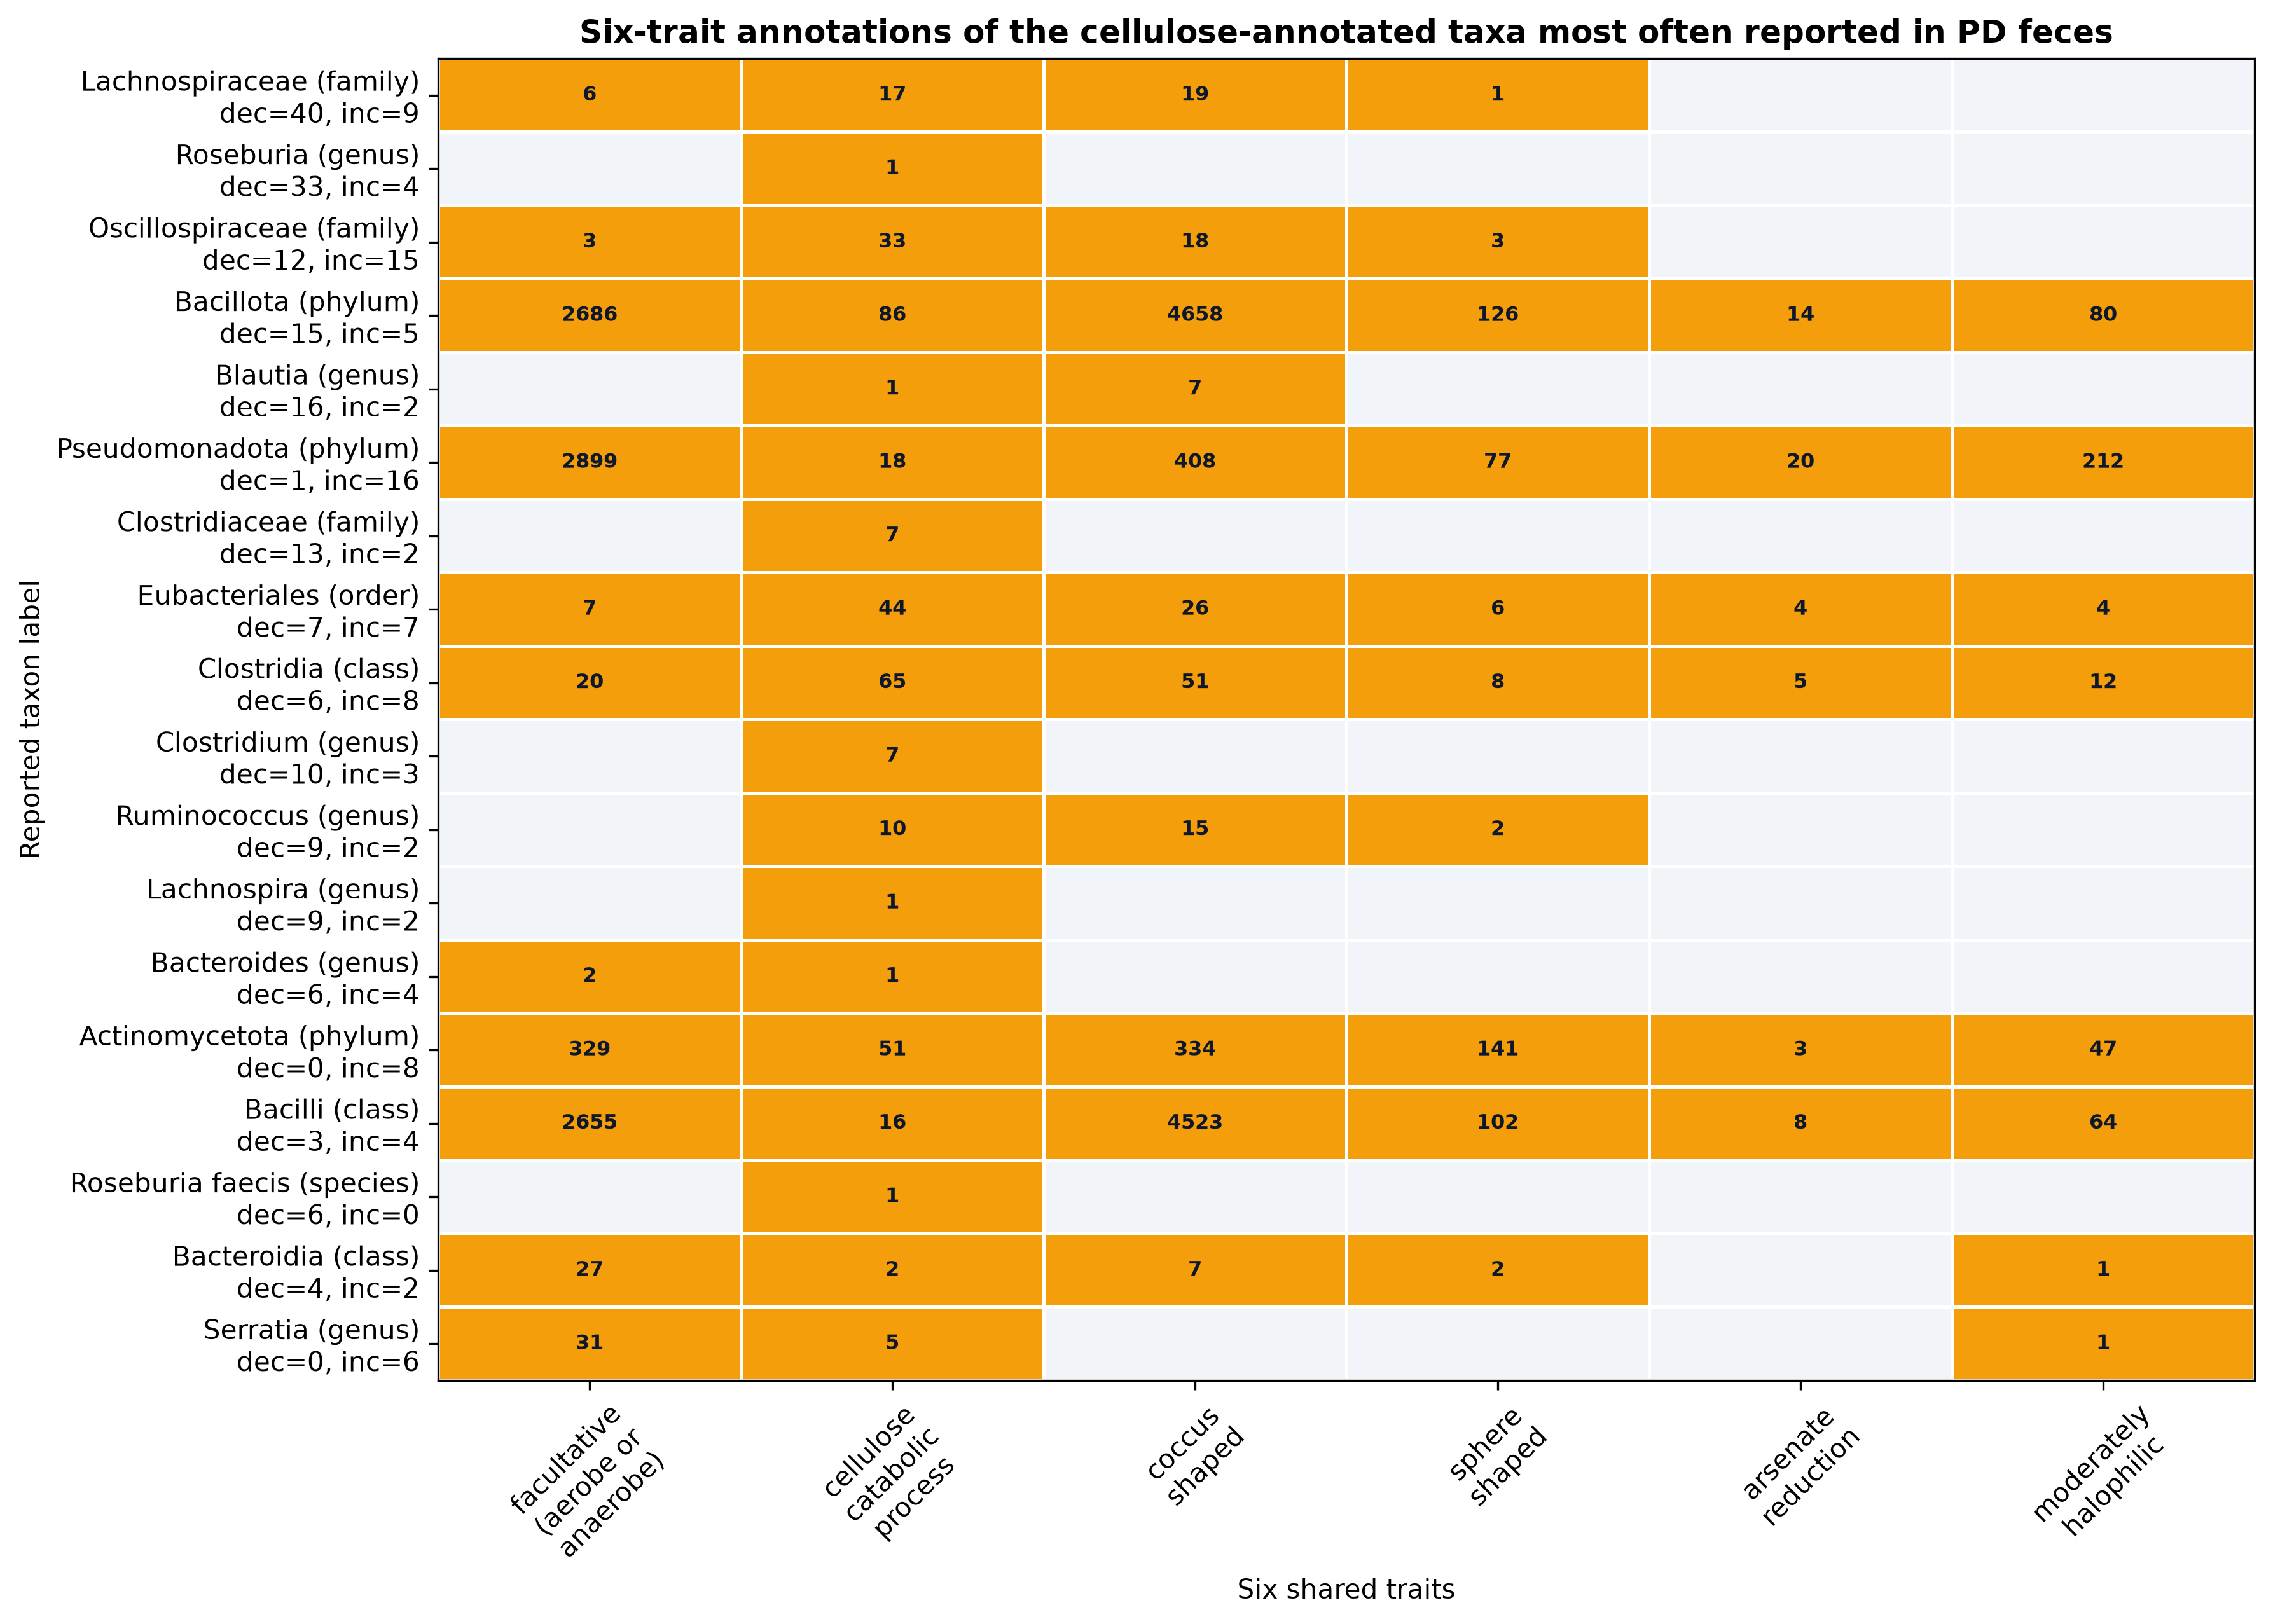 Six-trait annotations of the cellulose-annotated taxa most often reported in PD feces
Reported taxon label
Lachnospiraceae (family)
dec=40, inc=9
6 17 19 1
Roseburia (genus)
dec=33, inc=4
1
Oscillospiraceae (family)
dec=12, inc=15
3 33 18 3
Bacillota (phylum)
dec=15, inc=5
2686 86 4658 126 14 80
Blautia (genus)
dec=16, inc=2
1 7
Pseudomonadota (phylum)
dec=1, inc=16
2899 18 408 77 20 212
Clostridiaceae (family)
dec=13, inc=2
7
Eubacteriales (order)
dec=7, inc=7
7 44 26 6 4 4
Clostridia (class)
dec=6, inc=8
20 65 51 8 5 12
Clostridium (genus)
dec=10, inc=3
7
Ruminococcus (genus)
dec=9, inc=2
10 15 2
Lachnospira (genus)
dec=9, inc=2
1
Bacteroides (genus)
dec=6, inc=4
2 1
Actinomycetota (phylum)
dec=0, inc=8
329 51 334 141 3 47
Bacilli (class)
dec=3, inc=4
2655 16 4523 102 8 64
Roseburia faecis (species)
dec=6, inc=0
1
Bacteroidia (class)
dec=4, inc=2
27 2 7 2 1
Serratia (genus)
dec=0, inc=6
31 5 1
facultative
(aerobe or
anaerobe)
cellulose
catabolic
process
coccus
shaped
sphere
shaped
arsenate
reduction
moderately
halophilic
Six shared traits